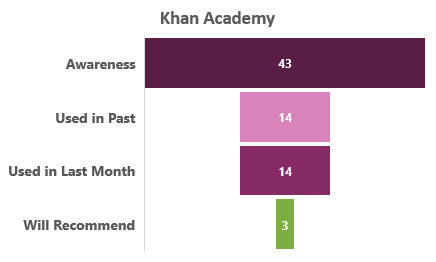 Khan Academy
Awareness
43
Used in Past
14
Used in Last Month
14
Will Recommend
3